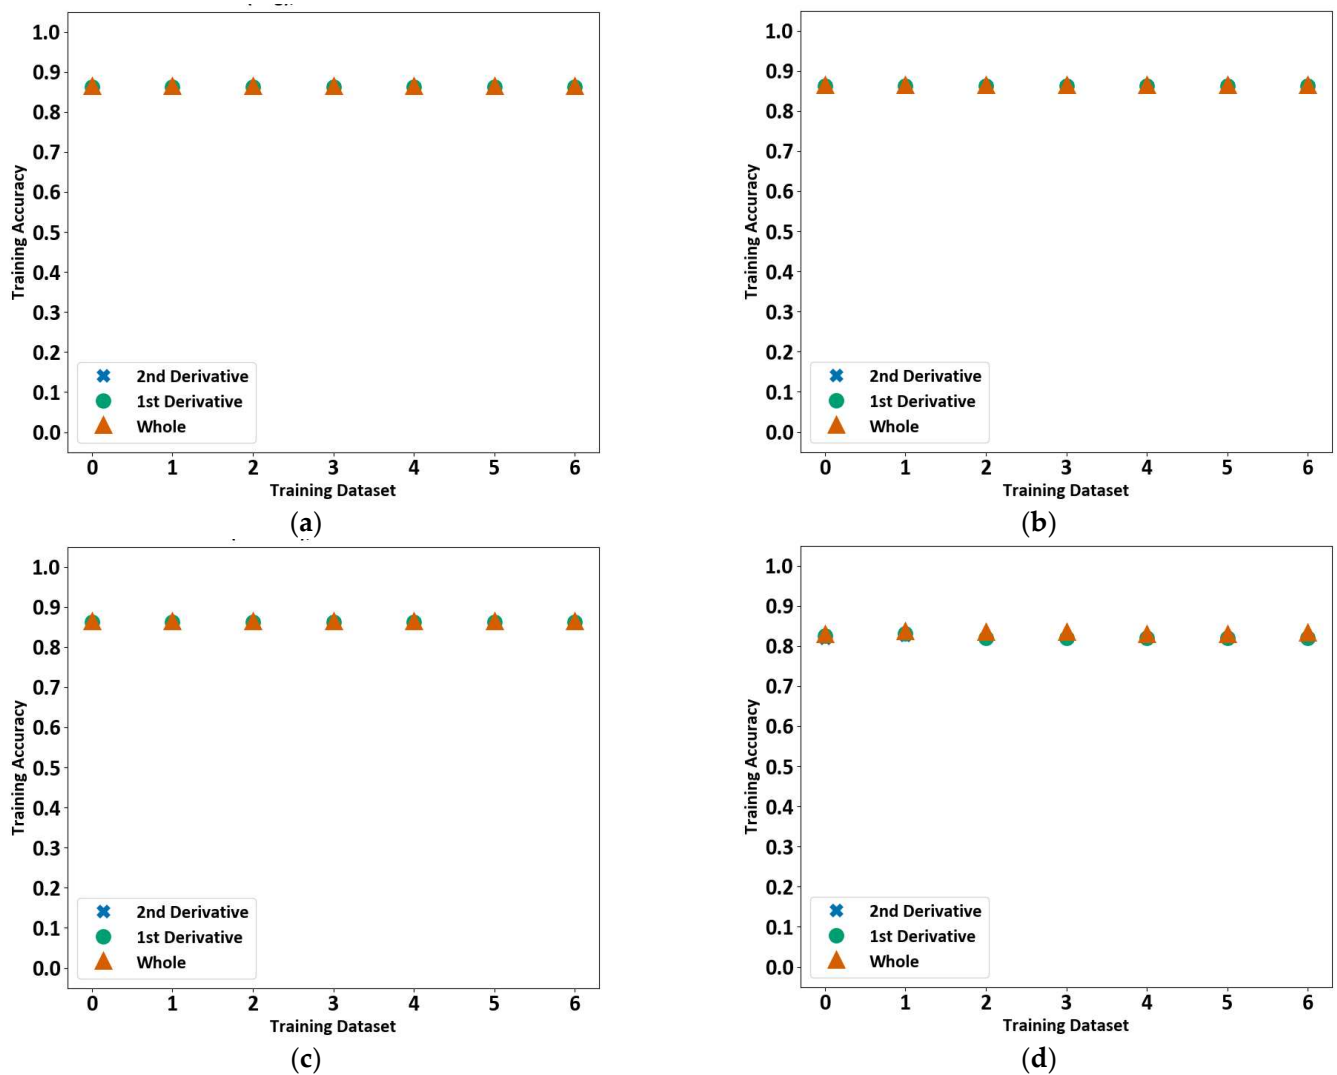 1.0
0.9
0.8
0.7
0.6
0.5
0.4
0.3
0.2
0.1
0.0
Training Accuracy
2nd Derivative
1st Derivative
Whole
0 1 2 3 4 5 6
Training Dataset
(a)
1.0
0.9
0.8
0.7
0.6
0.5
0.4
0.3
0.2
0.1
0.0
Training Accuracy
2nd Derivative
1st Derivative
Whole
0 1 2 3 4 5 6
Training Dataset
(b)
1.0
0.9
0.8
0.7
0.6
0.5
0.4
0.3
0.2
0.1
0.0
Training Accuracy
2nd Derivative
1st Derivative
Whole
0 1 2 3 4 5 6
Training Dataset
(c)
1.0
0.9
0.8
0.7
0.6
0.5
0.4
0.3
0.2
0.1
0.0
Training Accuracy
2nd Derivative
1st Derivative
Whole
0 1 2 3 4 5 6
Training Dataset
(d)